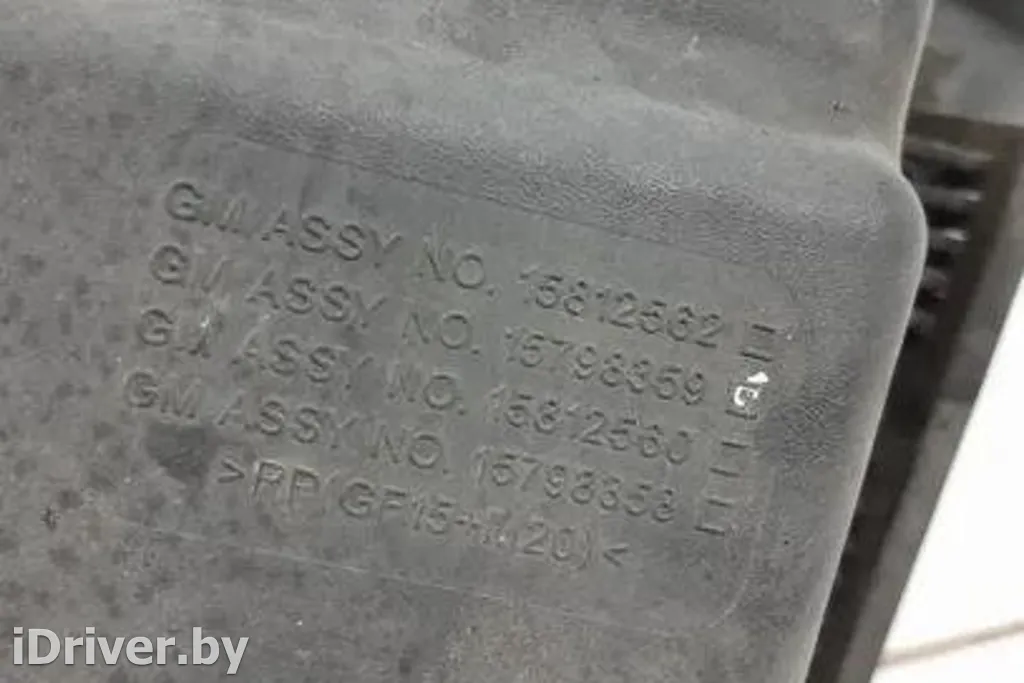 GM ASSY NO. 15812562
GM ASSY NO. 15798359
GM ASSY NO. 15812560
GM ASSY NO. 15798358
>PP(GF15+M20)<
iDriver.by